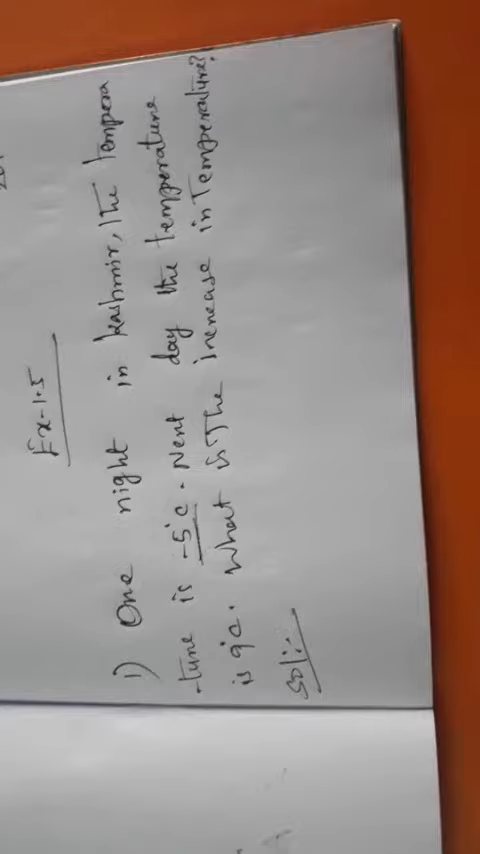 Ex-1.5
1) One night in kashmir, the tempera
-ture is -5°c. Next day the temperature
is 9°c. What is The increase in Temperature?
Sol:-